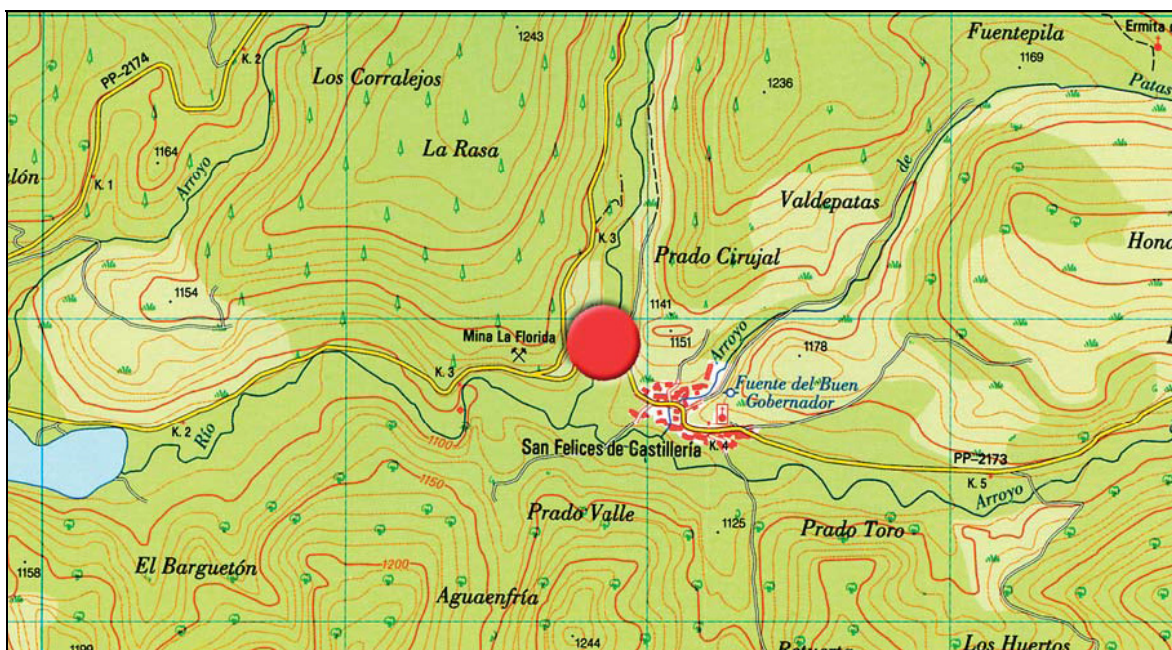 Fuentepila
Ermita
1243
K. 2
PP-2174
Los Corralejos
1236
1169
Patas
La Rasa
1164
Arroyo
de
K. 1
Valdepatas
K. 3
Prado Cirujal
1154
1141
Mina La Florida
1151
Arroyo
1178
K. 3
Fuente del Buen
Gobernador
K. 2
Río
1100
San Felices de Gastillería
K. 4
PP-2173
K. 5
Arroyo
1150
Prado Valle
1125
Prado Toro
1158
El Barguetón
1200
Aguaenfría
1244
Los Huertos